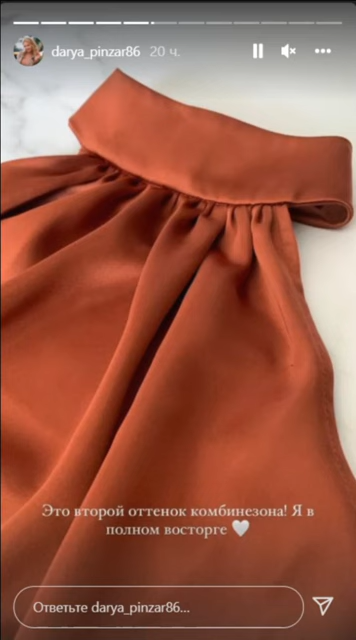 darya_pinzar86 20 ч.
Это второй оттенок комбинезона! Я в
полном восторге 🤍
Ответьте darya_pinzar86...